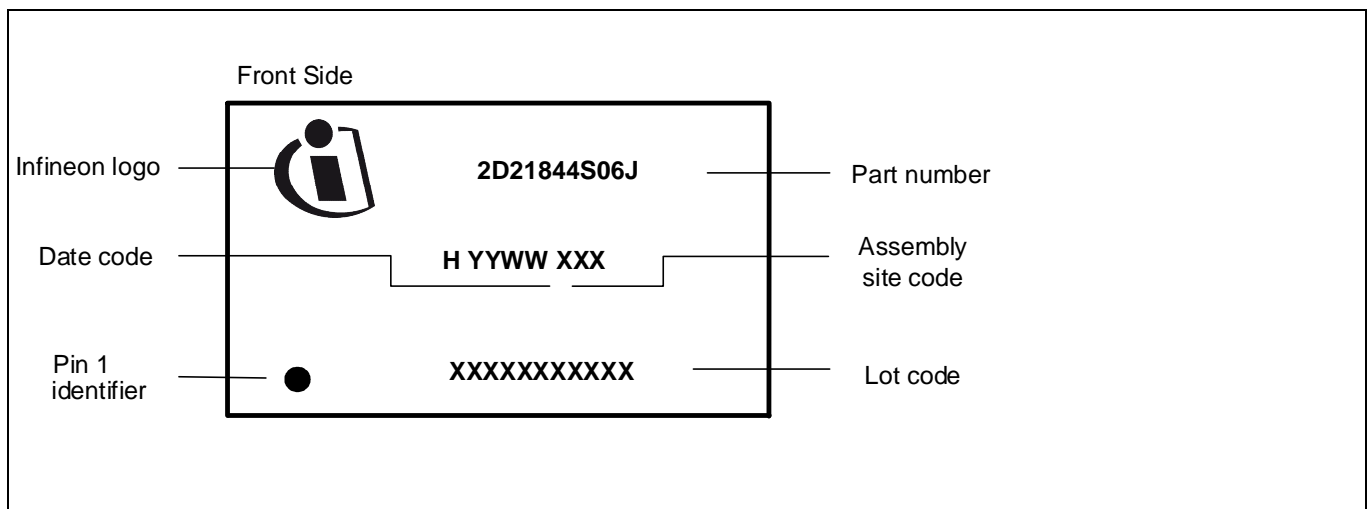 Front Side
Infineon logo
2D21844S06J
Part number
Date code
H YYWW XXX
Assembly
site code
Pin 1
identifier
XXXXXXXXXXX
Lot code